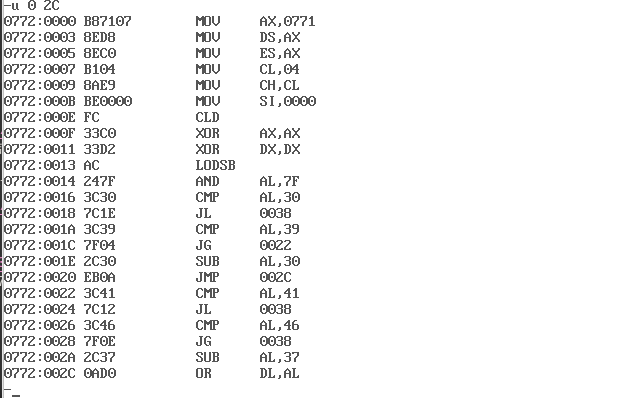 -u 0 2C
0772:0000 B87107 MOV AX,0771
0772:0003 8ED8 MOV DS,AX
0772:0005 8EC0 MOV ES,AX
0772:0007 B104 MOV CL,04
0772:0009 8AE9 MOV CH,CL
0772:000B BE0000 MOV SI,0000
0772:000E FC CLD
0772:000F 33C0 XOR AX,AX
0772:0011 33D2 XOR DX,DX
0772:0013 AC LODSB
0772:0014 247F AND AL,7F
0772:0016 3C30 CMP AL,30
0772:0018 7C1E JL 0038
0772:001A 3C39 CMP AL,39
0772:001C 7F04 JG 0022
0772:001E 2C30 SUB AL,30
0772:0020 EB0A JMP 002C
0772:0022 3C41 CMP AL,41
0772:0024 7C12 JL 0038
0772:0026 3C46 CMP AL,46
0772:0028 7F0E JG 0038
0772:002A 2C37 SUB AL,37
0772:002C 0AD0 OR DL,AL
-_